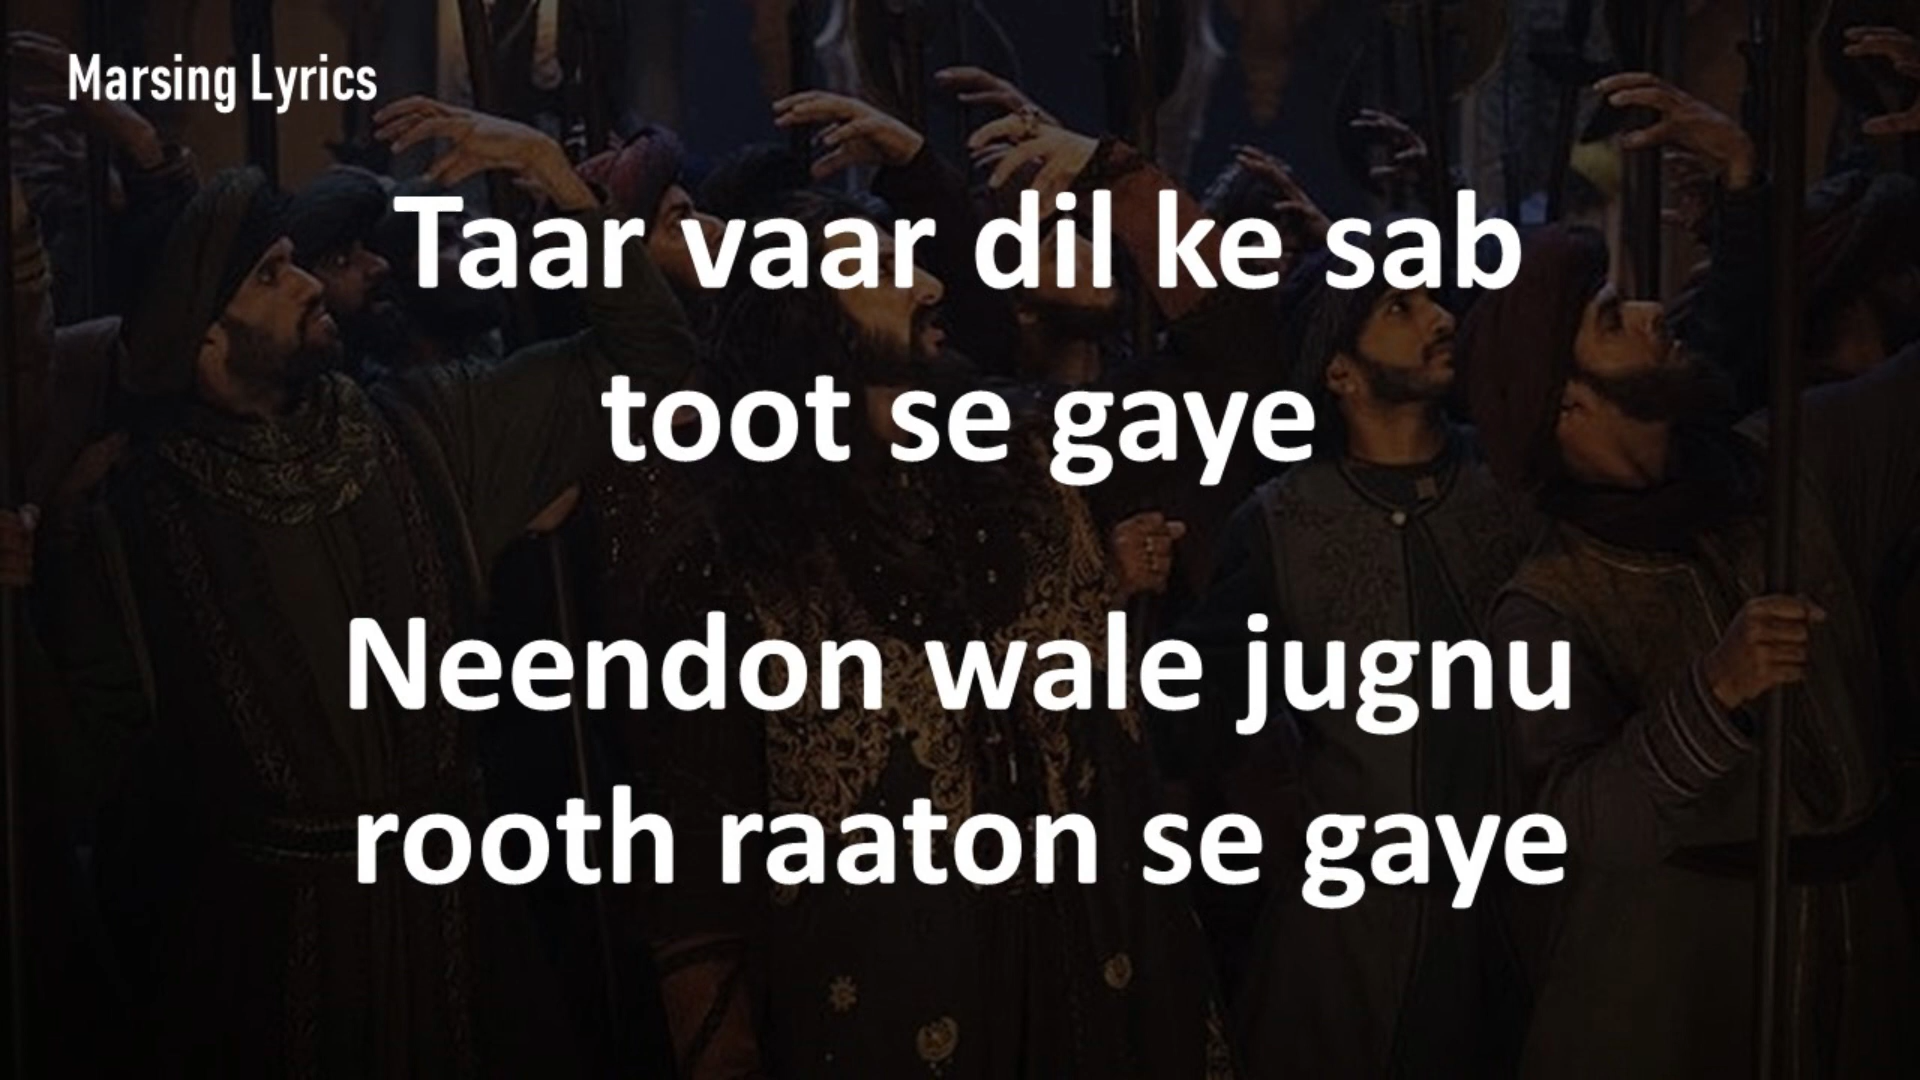 Marsing Lyrics
Taar vaar dil ke sab
toot se gaye
Neendon wale jugnu
rooth raaton se gaye